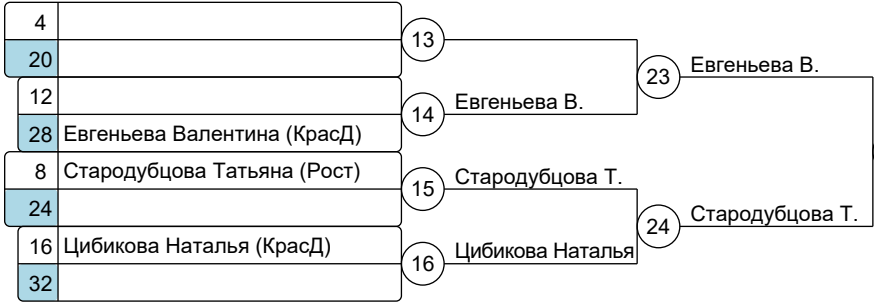 4
13
20
23 Евгеньева В.
12
14 Евгеньева В.
28 Евгеньева Валентина (КрасД)
8 Стародубцова Татьяна (Рост)
15 Стародубцова Т.
24
24 Стародубцова Т.
16 Цибикова Наталья (КрасД)
16 Цибикова Наталья
32